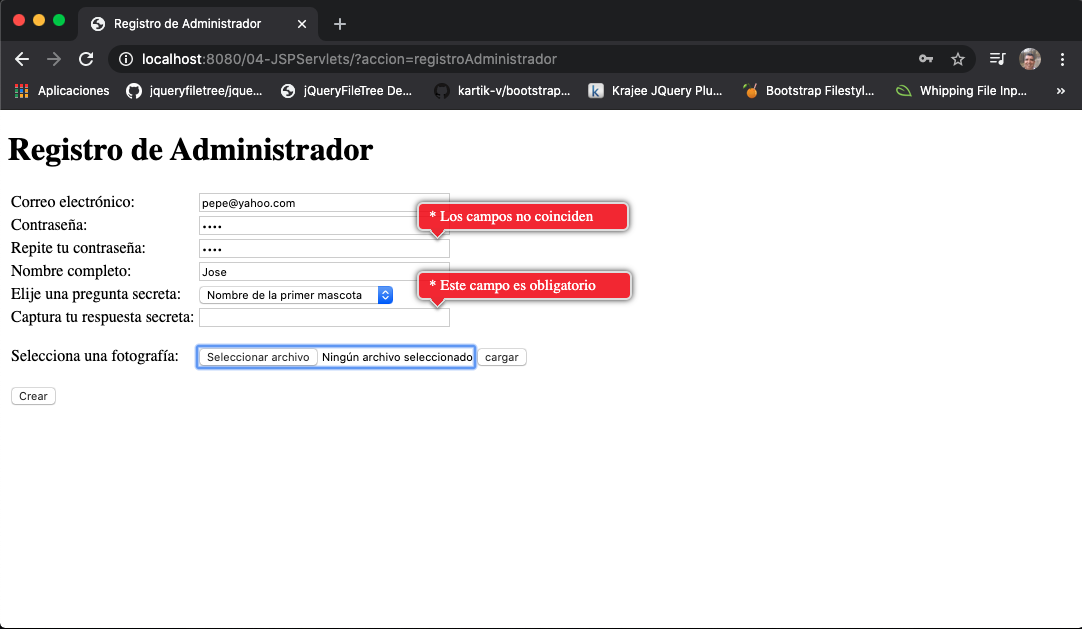 Registro de Administrador
localhost:8080/04-JSPServlets/?accion=registroAdministrador
Aplicaciones jqueryfiletree/jque... jQueryFileTree De... kartik-v/bootstrap... Krajee JQuery Plu... Bootstrap Filestyl... Whipping File Inp... »
Registro de Administrador
Correo electrónico: pepe@yahoo.com
* Los campos no coinciden
Contraseña: ••••
Repite tu contraseña: ••••
Nombre completo: Jose
* Este campo es obligatorio
Elije una pregunta secreta: Nombre de la primer mascota
Captura tu respuesta secreta:
Selecciona una fotografía: Seleccionar archivo Ningún archivo seleccionado cargar
Crear